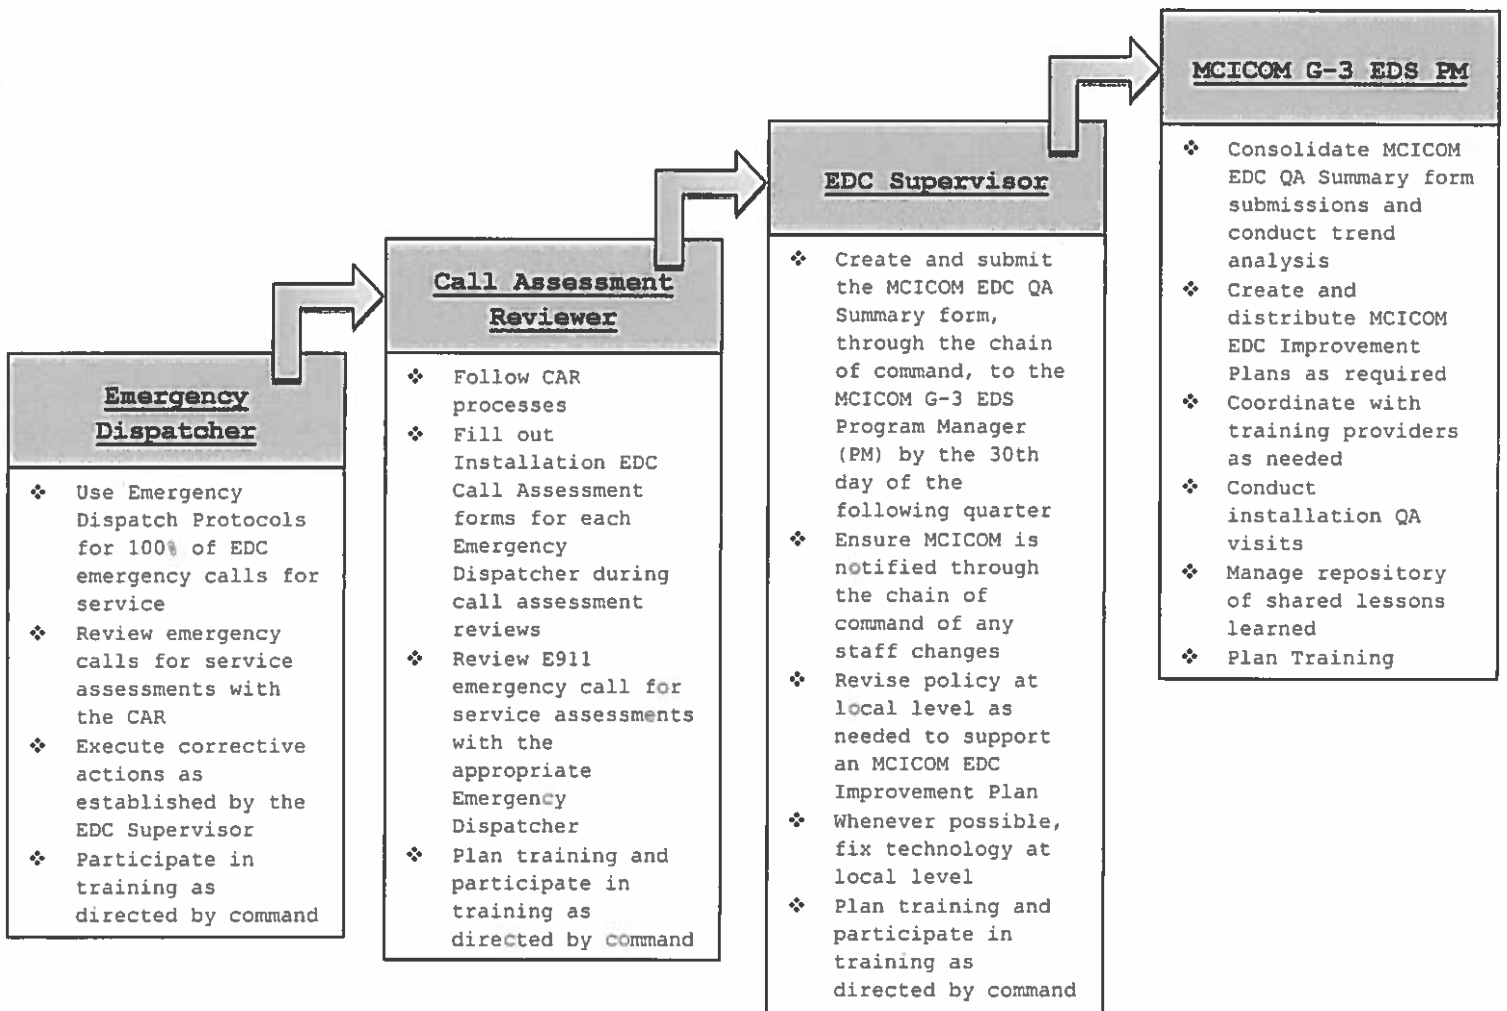 Emergency
Dispatcher
❖ Use Emergency
Dispatch Protocols
for 100% of EDC
emergency calls for
service
❖ Review emergency
calls for service
assessments with
the CAR
❖ Execute corrective
actions as
established by the
EDC Supervisor
❖ Participate in
training as
directed by command
Call Assessment
Reviewer
❖ Follow CAR
processes
❖ Fill out
Installation EDC
Call Assessment
forms for each
Emergency
Dispatcher during
call assessment
reviews
❖ Review E911
emergency call for
service assessments
with the
appropriate
Emergency
Dispatcher
❖ Plan training and
participate in
training as
directed by command
EDC Supervisor
❖ Create and submit
the MCICOM EDC QA
Summary form,
through the chain
of command, to the
MCICOM G-3 EDS
Program Manager
(PM) by the 30th
day of the
following quarter
❖ Ensure MCICOM is
notified through
the chain of
command of any
staff changes
❖ Revise policy at
local level as
needed to support
an MCICOM EDC
Improvement Plan
❖ Whenever possible,
fix technology at
local level
❖ Plan training and
participate in
training as
directed by command
MCICOM G-3 EDS PM
❖ Consolidate MCICOM
EDC QA Summary form
submissions and
conduct trend
analysis
❖ Create and
distribute MCICOM
EDC Improvement
Plans as required
❖ Coordinate with
training providers
as needed
❖ Conduct
installation QA
visits
❖ Manage repository
of shared lessons
learned
❖ Plan Training